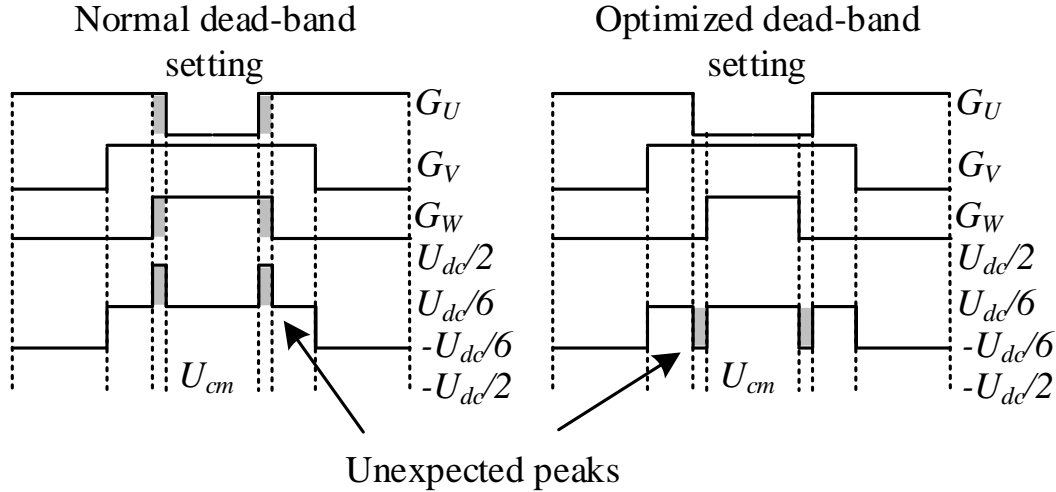 Normal dead-band
setting
G_U
G_V
G_W
U_dc/2
U_dc/6
-U_dc/6
-U_dc/2
U_cm
Optimized dead-band
setting
G_U
G_V
G_W
U_dc/2
U_dc/6
-U_dc/6
-U_dc/2
U_cm
Unexpected peaks